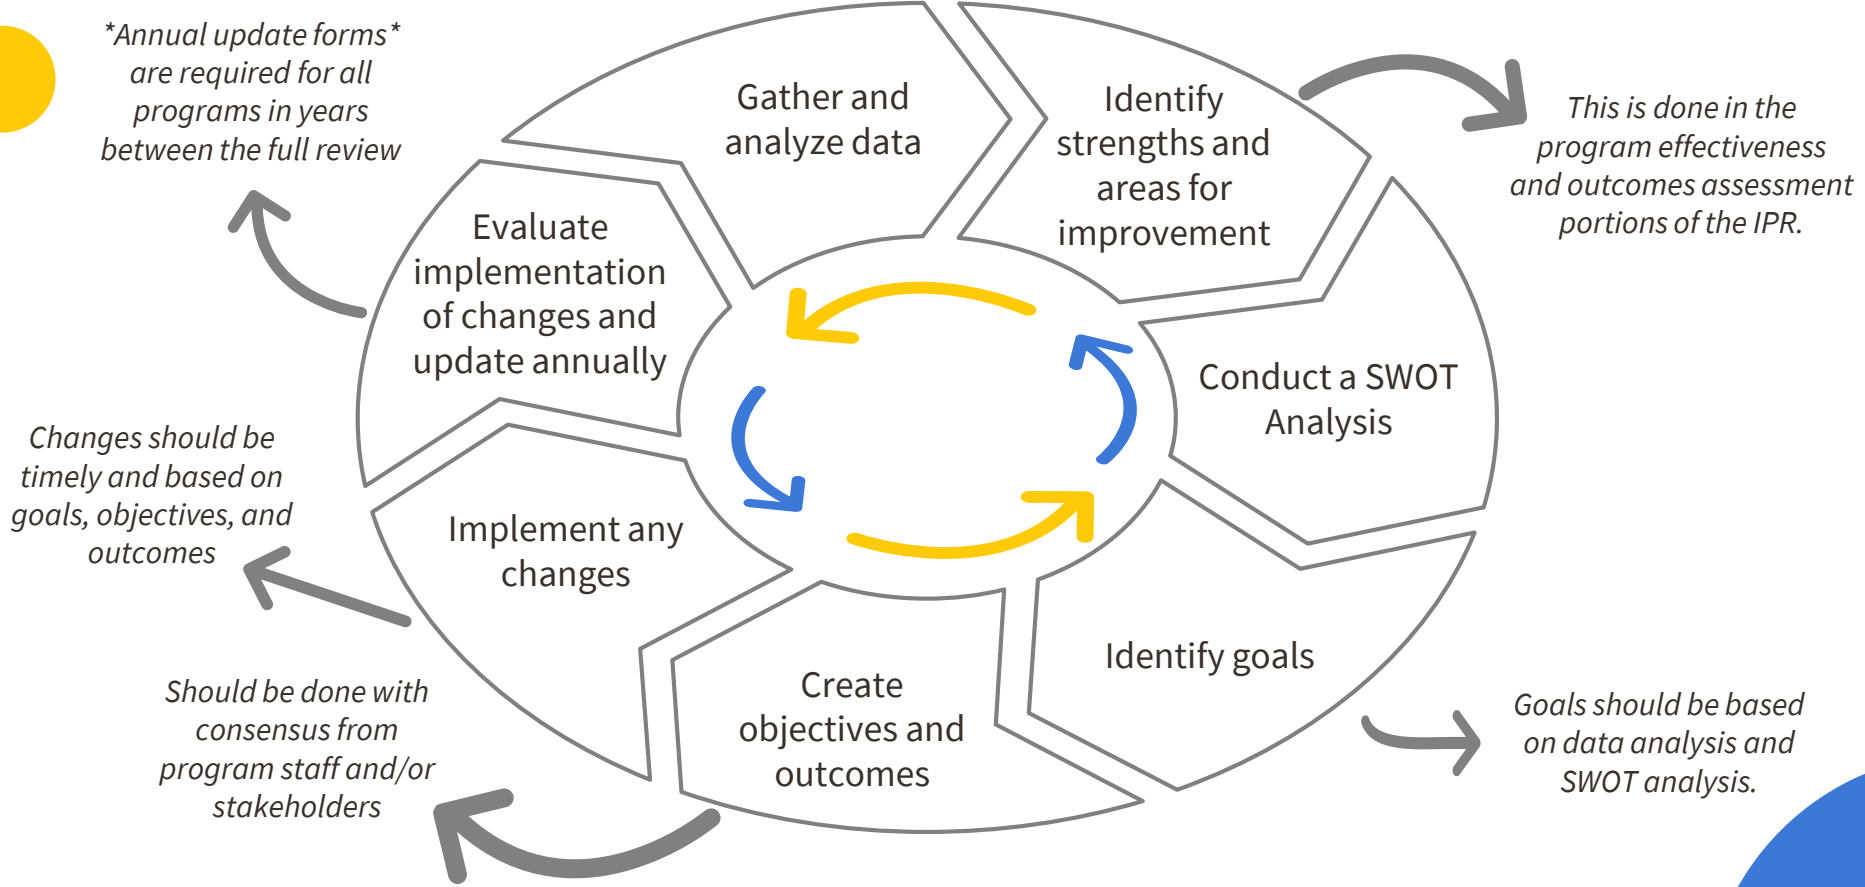 *Annual update forms*
are required for all
programs in years
between the full review
Gather and
analyze data
Identify
strengths and
areas for
improvement
This is done in the
program effectiveness
and outcomes assessment
portions of the IPR.
Evaluate
implementation
of changes and
update annually
Conduct a SWOT
Analysis
Changes should be
timely and based on
goals, objectives, and
outcomes
Implement any
changes
Identify goals
Create
objectives and
outcomes
Should be done with
consensus from
program staff and/or
stakeholders
Goals should be based
on data analysis and
SWOT analysis.